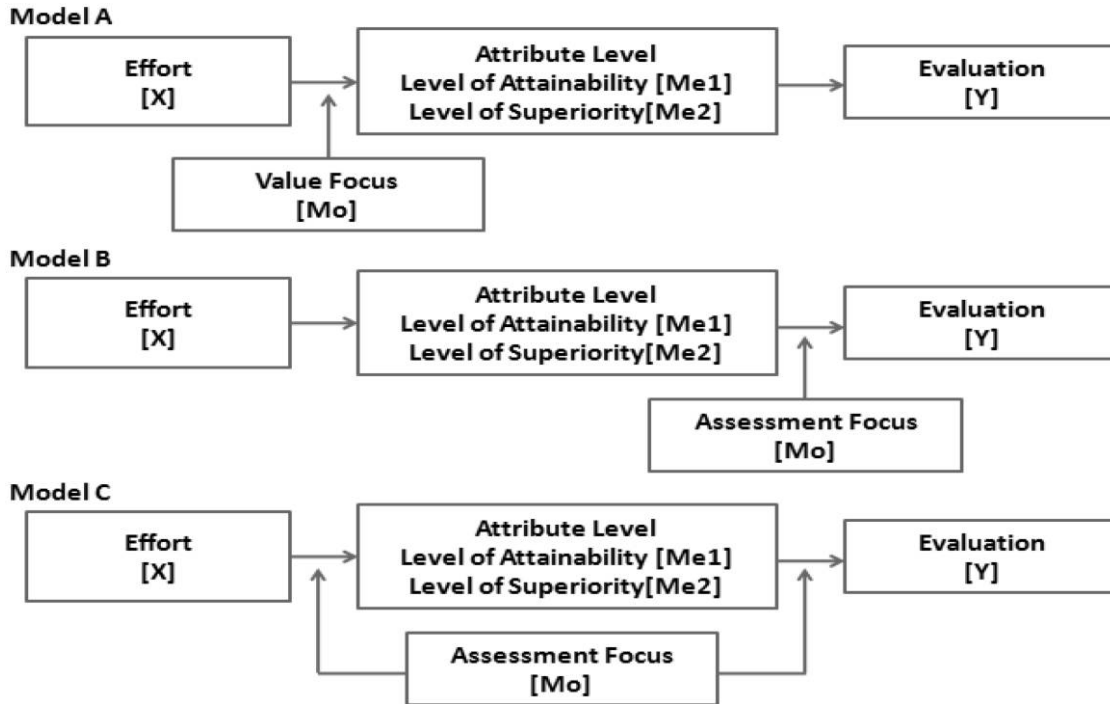 Model A
Effort
[X]
Attribute Level
Level of Attainability [Me1]
Level of Superiority[Me2]
Evaluation
[Y]
Value Focus
[Mo]
Model B
Effort
[X]
Attribute Level
Level of Attainability [Me1]
Level of Superiority[Me2]
Evaluation
[Y]
Assessment Focus
[Mo]
Model C
Effort
[X]
Attribute Level
Level of Attainability [Me1]
Level of Superiority[Me2]
Evaluation
[Y]
Assessment Focus
[Mo]